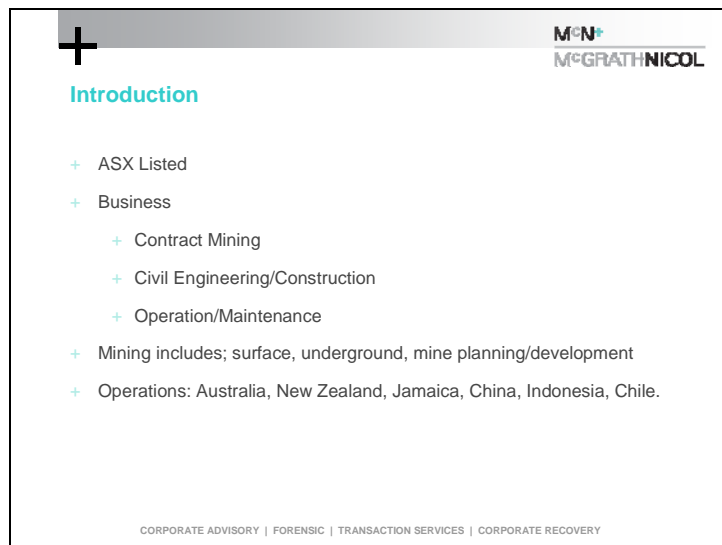 McN+
McGRATHNICOL
Introduction
+ ASX Listed
+ Business
+ Contract Mining
+ Civil Engineering/Construction
+ Operation/Maintenance
+ Mining includes; surface, underground, mine planning/development
+ Operations: Australia, New Zealand, Jamaica, China, Indonesia, Chile.
CORPORATE ADVISORY | FORENSIC | TRANSACTION SERVICES | CORPORATE RECOVERY